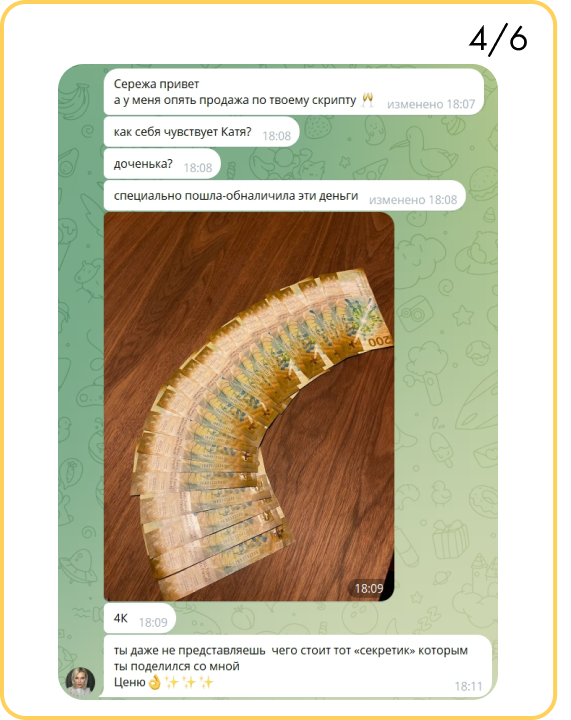 4/6
Сережа привет
а у меня опять продажа по твоему скрипту 🥂 изменено 18:07
как себя чувствует Катя? 18:08
доченька? 18:08
специально пошла-обналичила эти деньги изменено 18:08
200
18:09
4К 18:09
ты даже не представляешь чего стоит тот «секретик» которым
ты поделился со мной
Ценю👌✨✨✨ 18:11